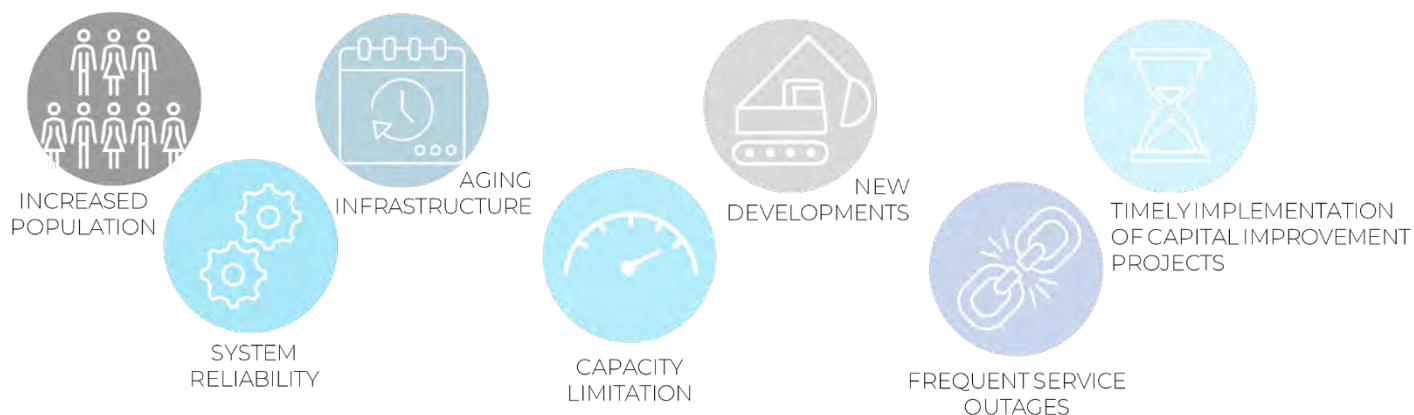 INCREASED
POPULATION
SYSTEM
RELIABILITY
AGING
INFRASTRUCTURE
CAPACITY
LIMITATION
NEW
DEVELOPMENTS
FREQUENT SERVICE
OUTAGES
TIMELY IMPLEMENTATION
OF CAPITAL IMPROVEMENT
PROJECTS